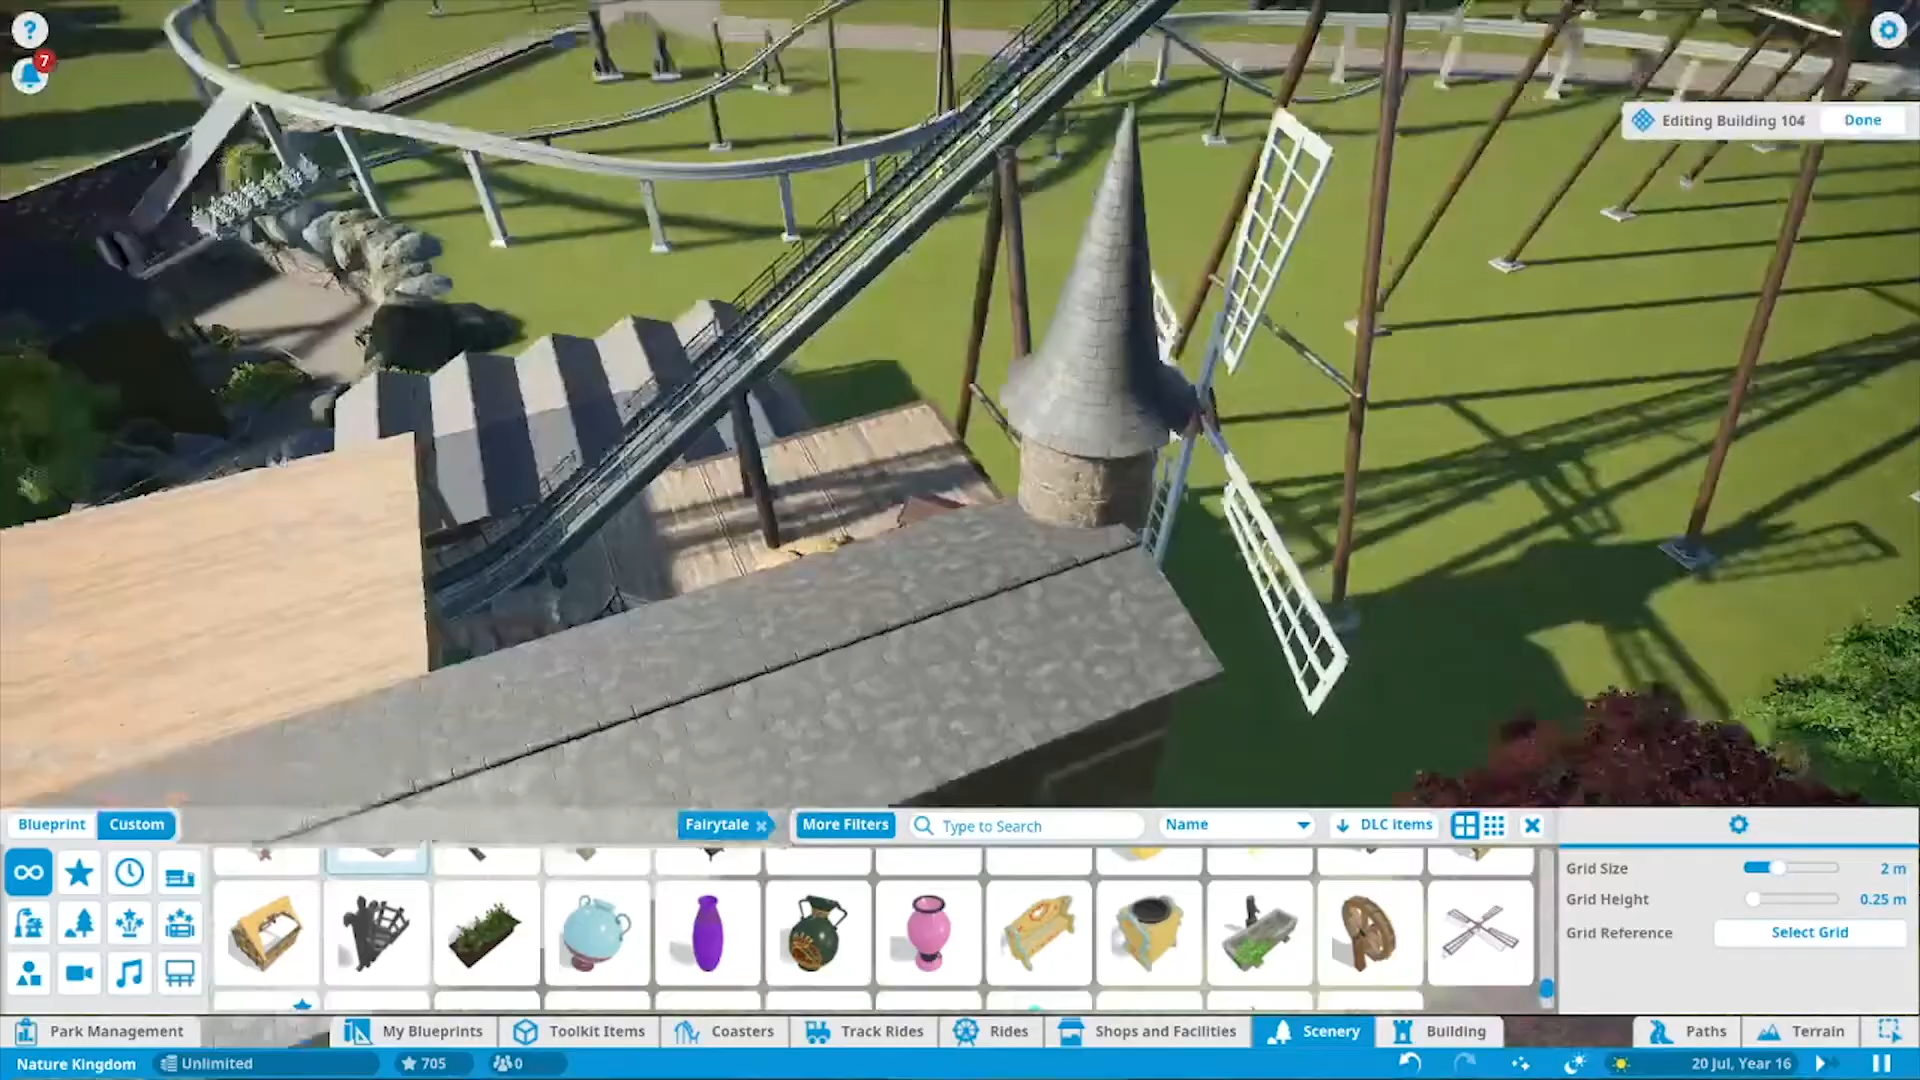 ?
7
Editing Building 104
Done
Blueprint
Custom
Fairytale ×
More Filters
Type to Search
Name
DLC items
Grid Size
2 m
Grid Height
0.25 m
Grid Reference
Select Grid
Park Management
My Blueprints
Toolkit Items
Coasters
Track Rides
Rides
Shops and Facilities
Scenery
Building
Paths
Terrain
Nature Kingdom
Unlimited
705
0
20 Jul, Year 16